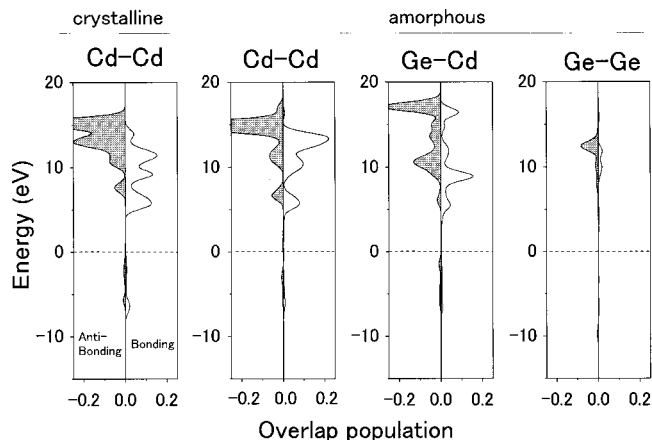 crystalline
amorphous
Cd-Cd
Cd-Cd
Ge-Cd
Ge-Ge
20
20
20
20
10
10
10
10
0
0
0
0
-10
-10
-10
-10
Energy (eV)
Anti-
Bonding
Bonding
-0.2 0.0 0.2
-0.2 0.0 0.2
-0.2 0.0 0.2
-0.2 0.0 0.2
Overlap population